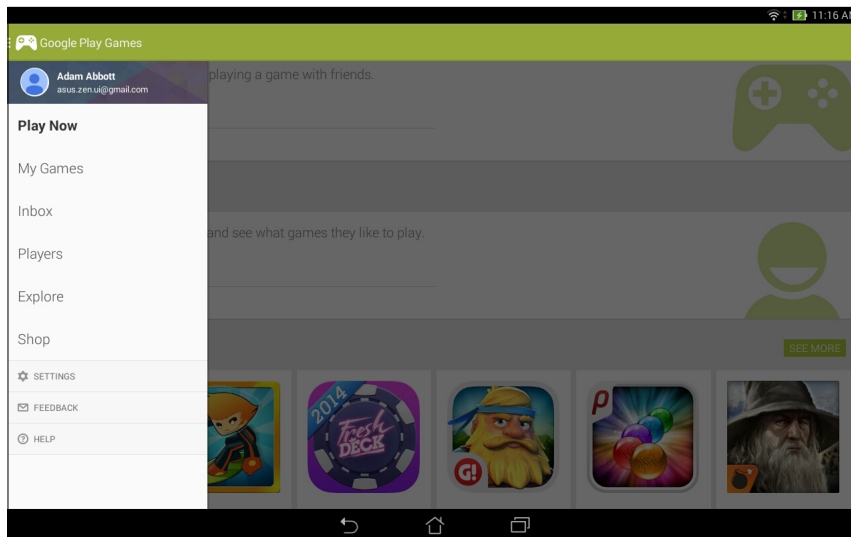 11:16 AM
Google Play Games
Adam Abbott
asus.zen.ui@gmail.com
playing a game with friends.
Play Now
My Games
Inbox
and see what games they like to play.
Players
Explore
Shop
SEE MORE
SETTINGS
FEEDBACK
HELP
2014
Fresh
DECK
G!
p